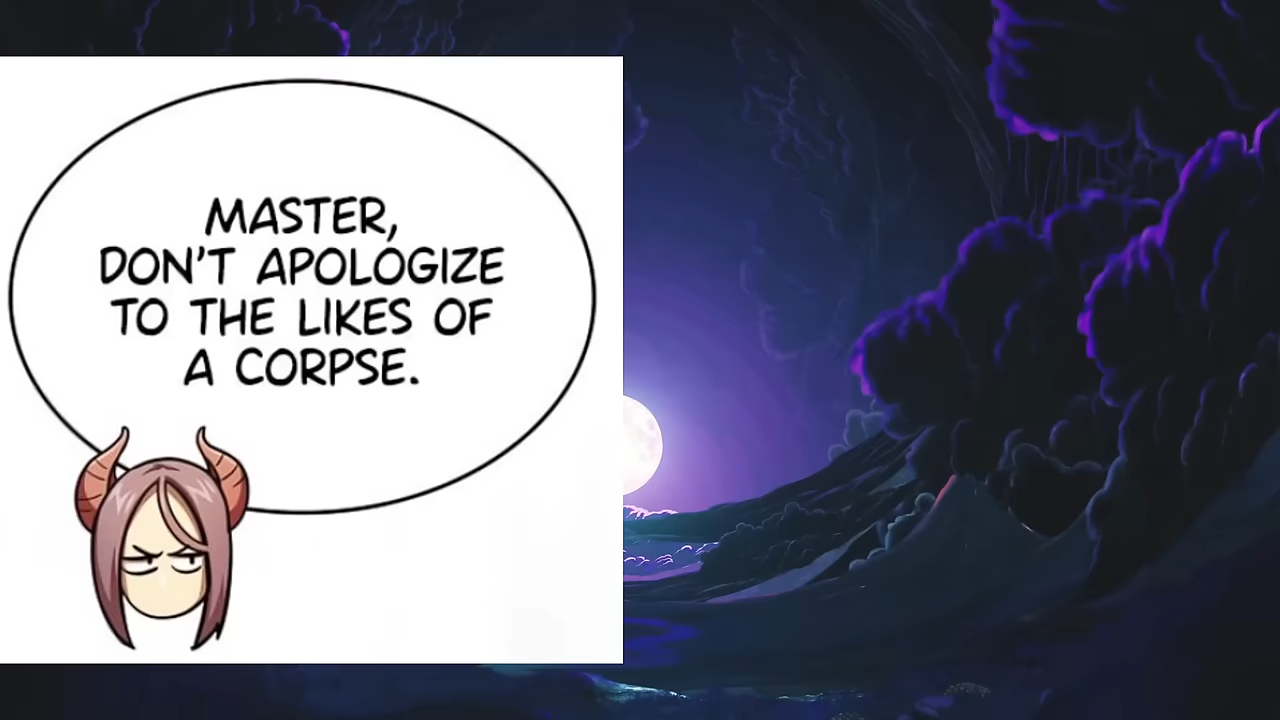 MASTER,
DON'T APOLOGIZE
TO THE LIKES OF
A CORPSE.